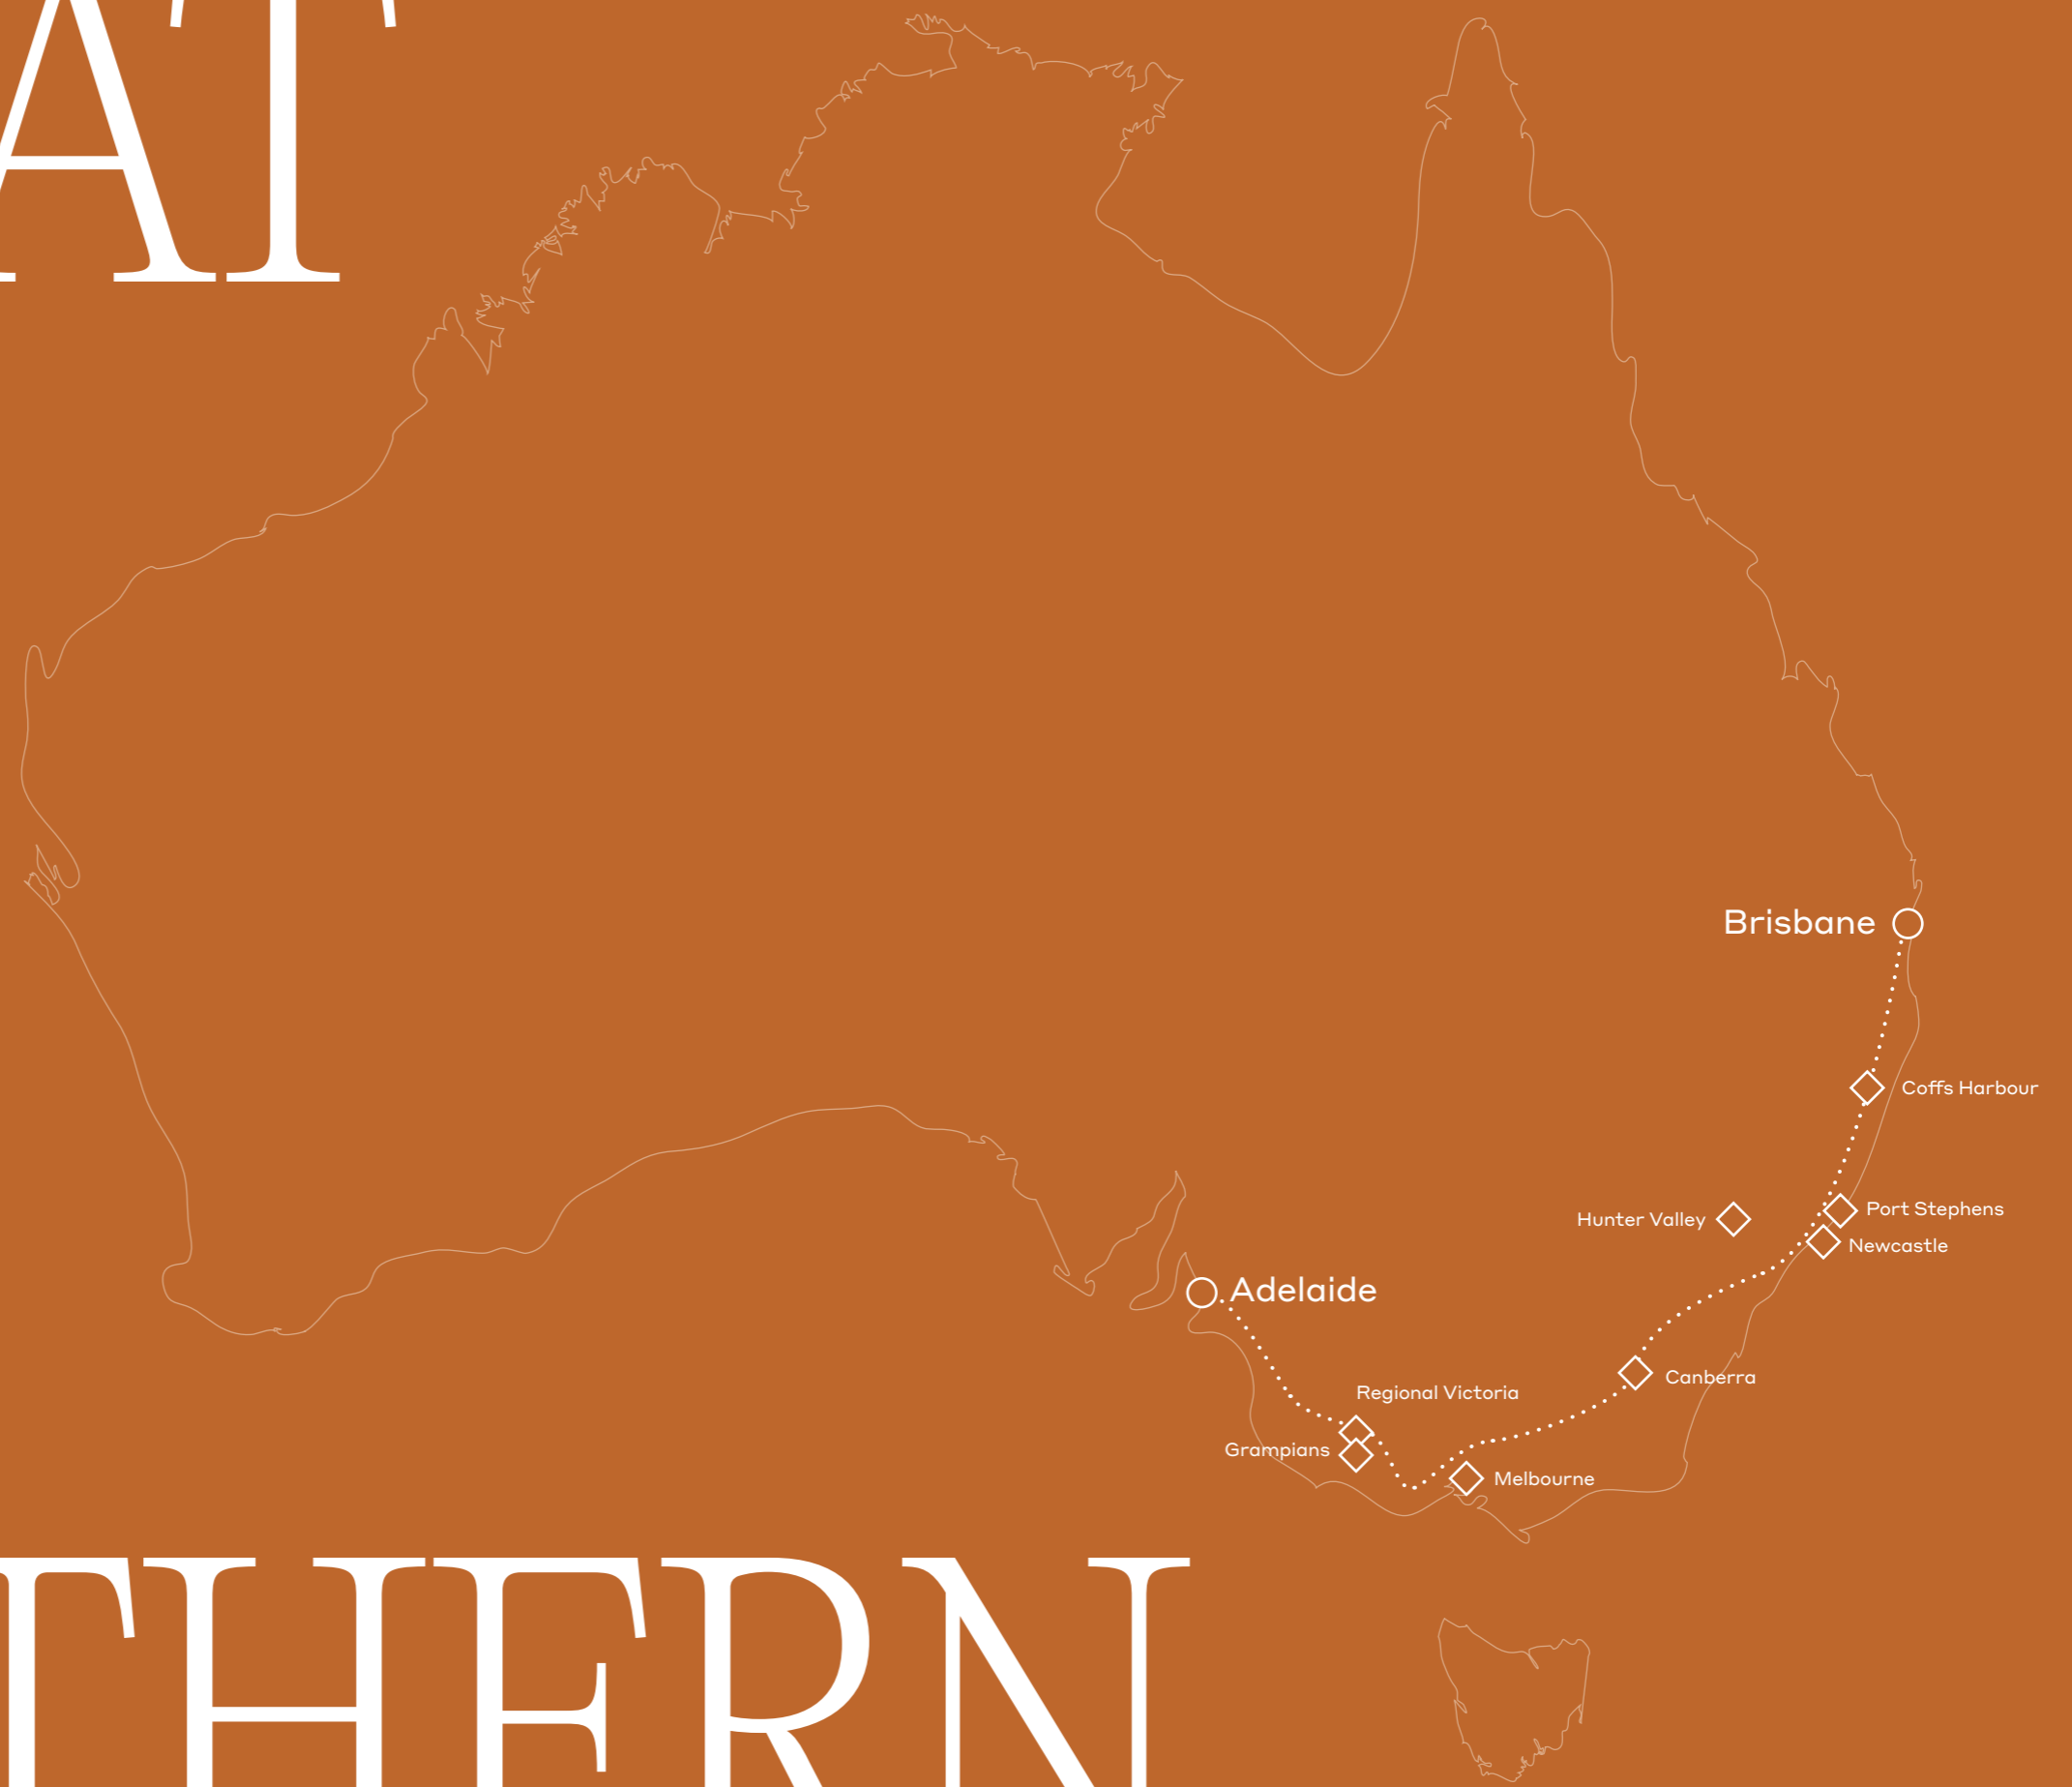 AT
Brisbane
Coffs Harbour
Port Stephens
Hunter Valley
Newcastle
Adelaide
Canberra
Regional Victoria
Grampians
Melbourne
THERN